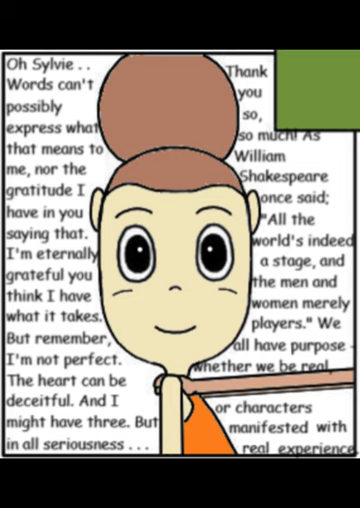 Oh Sylvie . .
Words can't
possibly
express what
that means to
me, nor the
gratitude I
have in you
saying that.
I'm eternally
grateful you
think I have
what it takes.
But remember,
I'm not perfect.
The heart can be
deceitful. And I
might have three. But
in all seriousness . . .
Thank
you
so,
so much! As
William
Shakespeare
once said;
"All the
world's indeed
a stage, and
the men and
women merely
players." We
all have purpose -
whether we be real,
or characters
manifested with
real experience